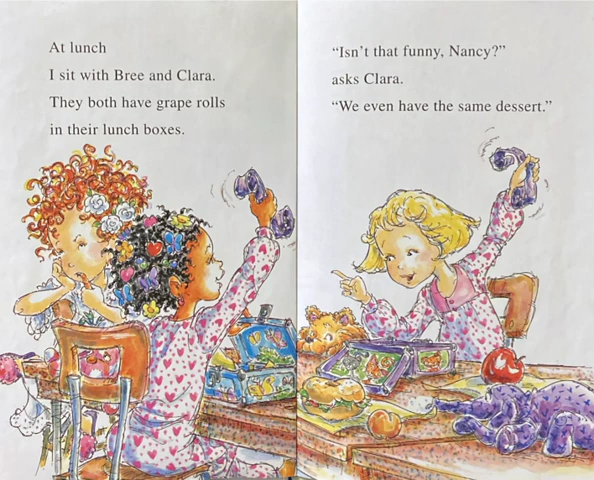 At lunch
I sit with Bree and Clara.
They both have grape rolls
in their lunch boxes.
“Isn’t that funny, Nancy?”
asks Clara.
“We even have the same dessert.”